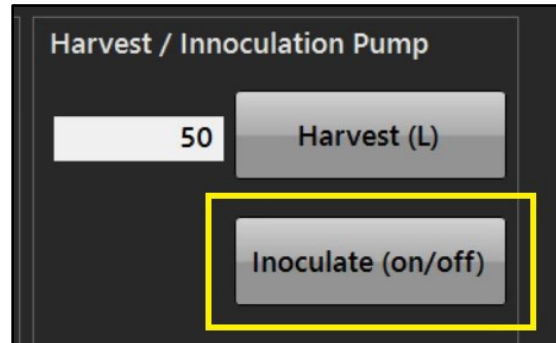 Harvest / Innoculation Pump
50 Harvest (L)
Inoculate (on/off)